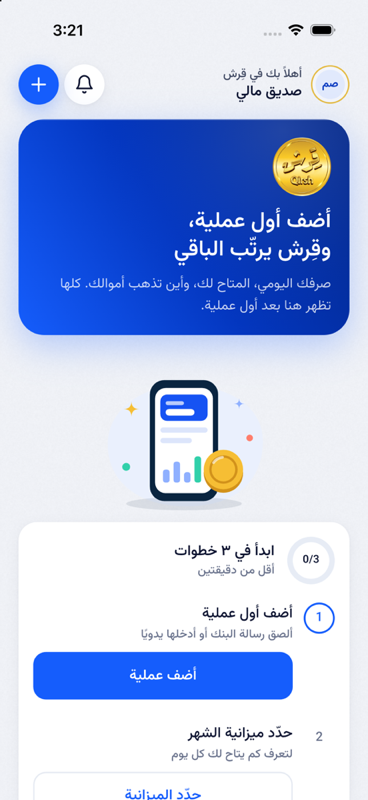 3:21
أهلاً بك في قِرش
صديق مالي
صم
قِرش
Qirsh
أضف أول عملية،
وقِرش يرتّب الباقي
صرفك اليومي، المتاح لك، وأين تذهب أموالك. كلها
تظهر هنا بعد أول عملية.
0/3
ابدأ في ٣ خطوات
أقل من دقيقتين
1
أضف أول عملية
ألصق رسالة البنك أو أدخلها يدويًا
أضف عملية
2
حدّد ميزانية الشهر
لتعرف كم يتاح لك كل يوم
حدّد الميزانية